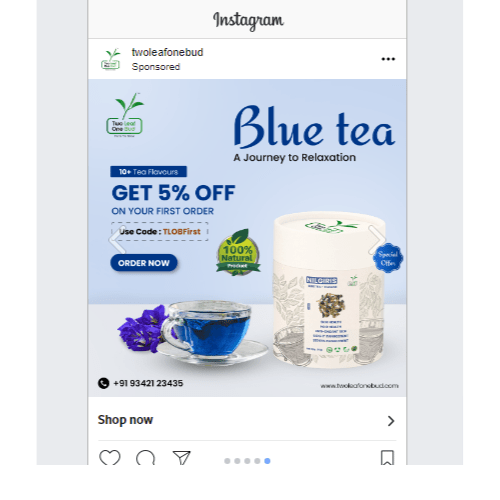 Instagram
twoleafonebud
Sponsored
Two Leaf
One Bud
Blue tea
A Journey to Relaxation
10+ Tea Flavours
GET 5% OFF
ON YOUR FIRST ORDER
Use Code : TLOBFirst
ORDER NOW
100%
Natural
Product
Special
Offer
NILGIRIS
+91 93421 23435
www.twoleafonebud.com
Shop now